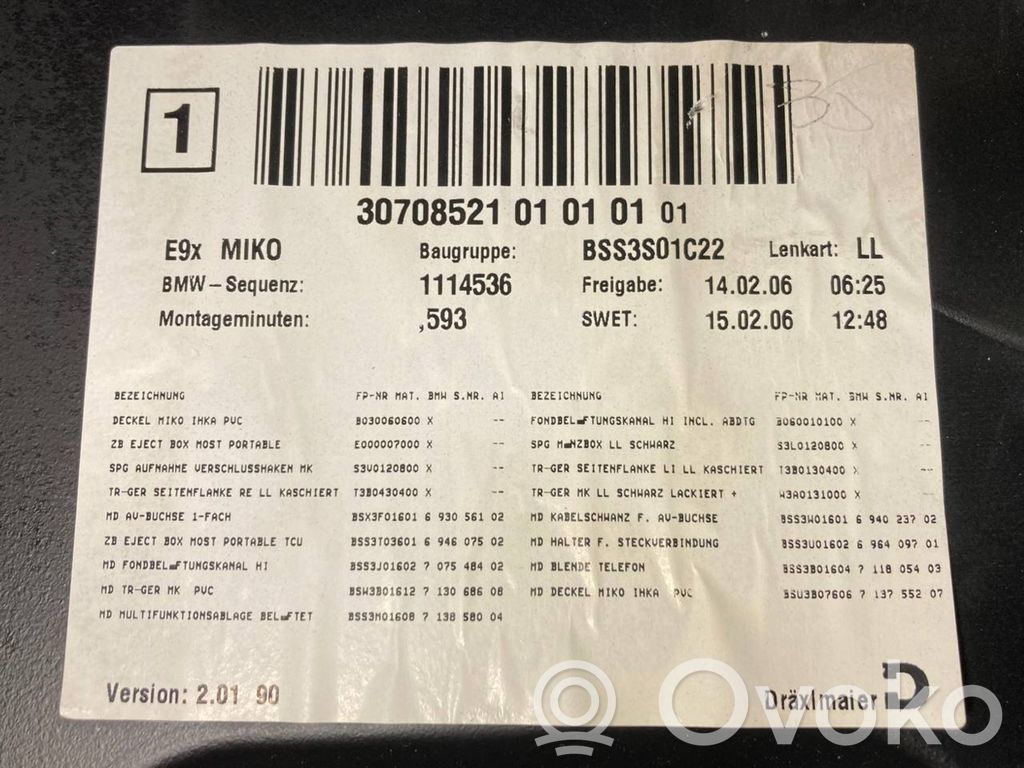 1
30708521 01 01 01 01
E9x MIKO Baugruppe: BSS3S01C22 Lenkart: LL
BMW-Sequenz: 1114536 Freigabe: 14.02.06 06:25
Montageminuten: ,593 SWET: 15.02.06 12:48
BEZEICHNUNG FP-NR MAT. BMW S.NR. AI BEZEICHNUNG FP-NR MAT. BMW S.NR. AI
DECKEL MIKO IHKA PVC B030060600 X -- FONDBEL FTUNGSKANAL HI INCL. ABDTG B060010100 X --
ZB EJECT BOX MOST PORTABLE E000007000 X -- SPG M NZBOX LL SCHWARZ S3L0120800 X --
SPG AUFNAHME VERSCHLUSSHAKEN MK S3V0120800 X -- TR-GER SEITENFLANKE LI LL KASCHIERT T3B0130400 X --
TR-GER SEITENFLANKE RE LL KASCHIERT T3B0430400 X -- TR-GER MK LL SCHWARZ LACKIERT + W3A0131000 X --
MD AV-BUCHSE 1-FACH BSX3F01601 6 930 561 02 MD KABELSCHWANZ F. AV-BUCHSE BSS3W01601 6 940 237 02
ZB EJECT BOX MOST PORTABLE TCU BSS3T03601 6 946 075 02 MD HALTER F. STECKVERBINDUNG BSS3U01602 6 964 097 01
MD FONDBEL FTUNGSKANAL HI BSS3J01602 7 075 484 02 MD BLENDE TELEFON BSS3B01604 7 118 054 03
MD TR-GER MK PVC BSW3B01612 7 130 686 08 MD DECKEL MIKO IHKA PVC BSU3B07606 7 137 552 07
MD MULTIFUNKTIONSABLAGE BEL FTET BSS3M01608 7 138 580 04
Version: 2.01 90 Dräxlmaier D
Ovoko